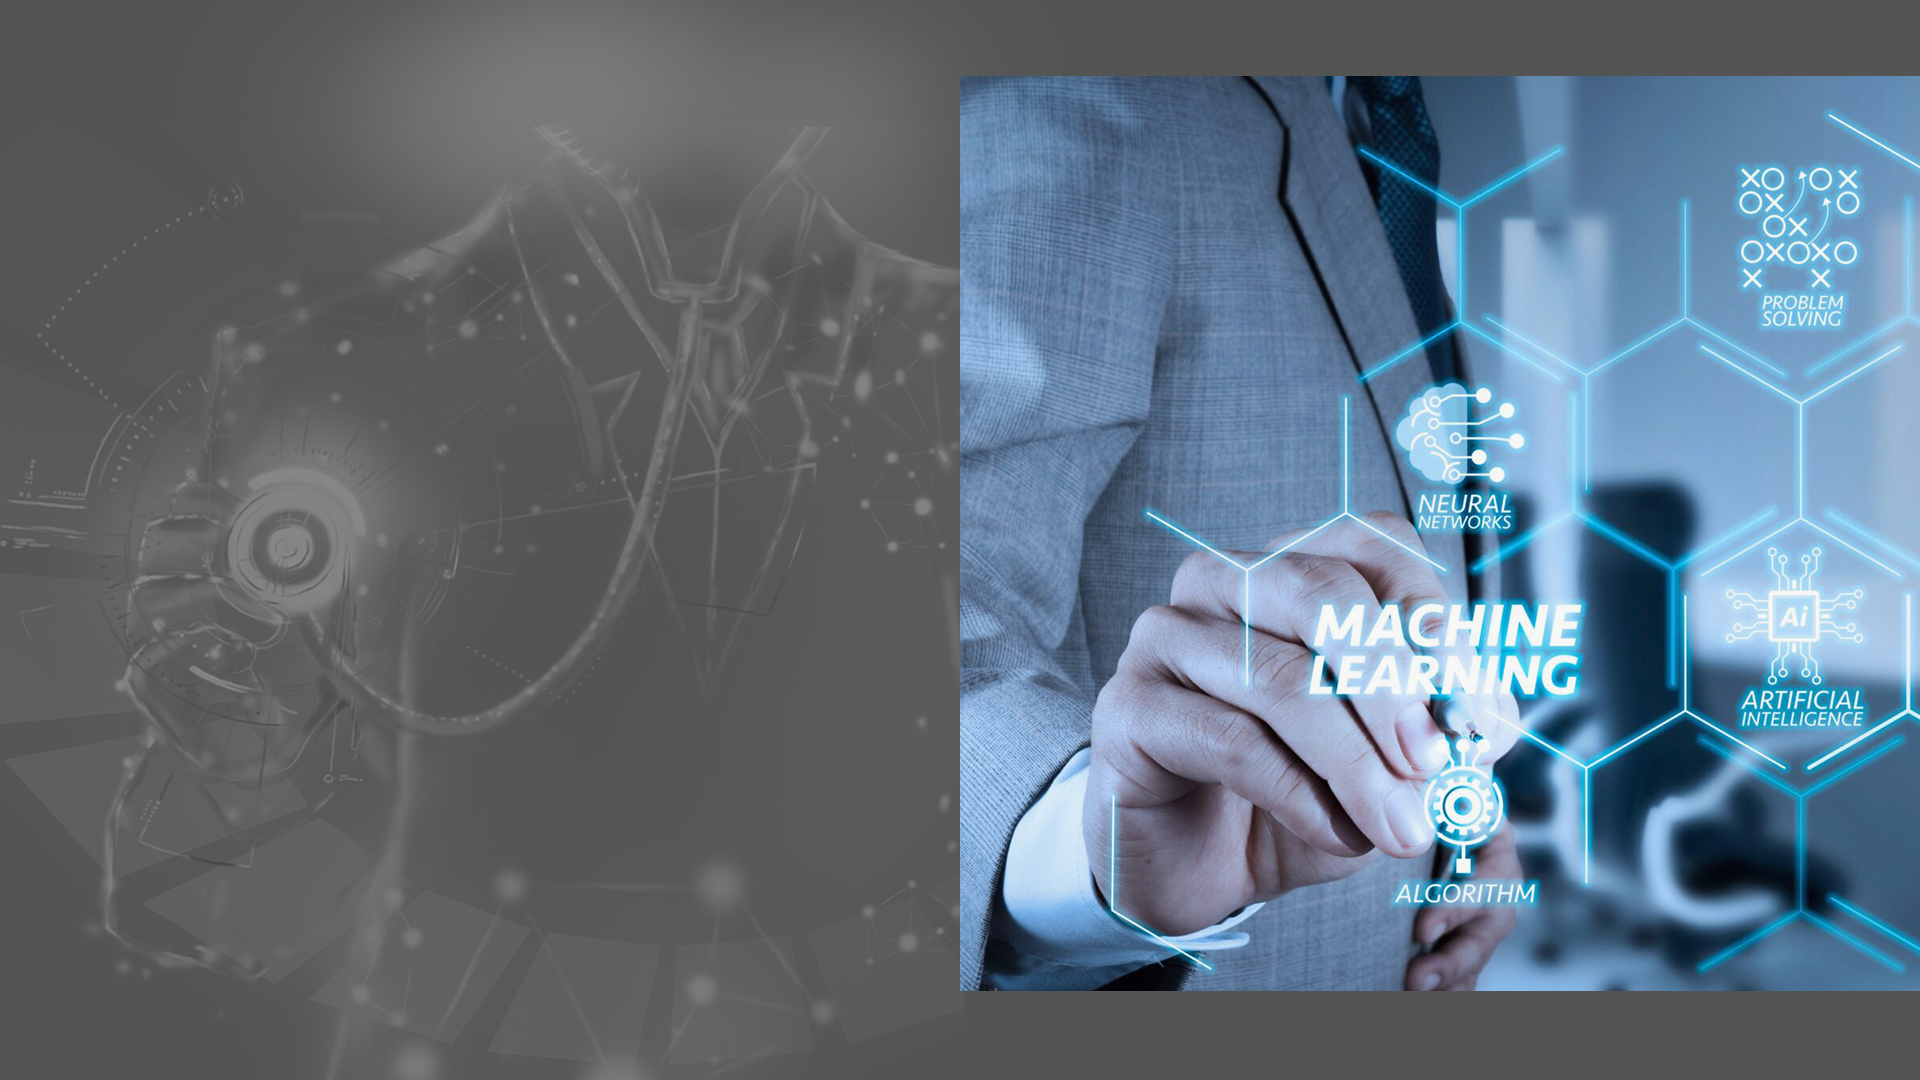 PROBLEM
SOLVING
NEURAL
NETWORKS
MACHINE
LEARNING
Ai
ARTIFICIAL
INTELLIGENCE
ALGORITHM